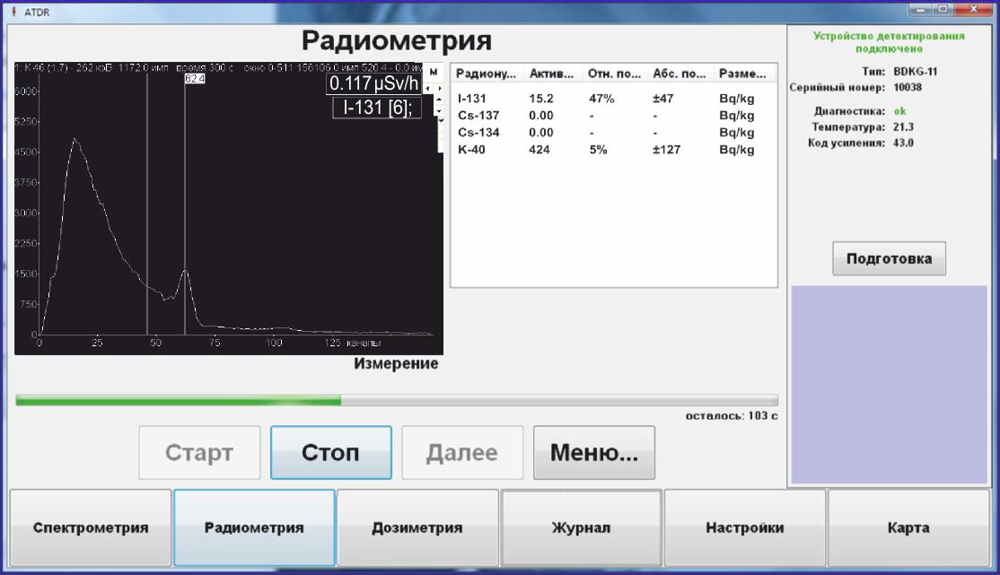 ATDR
Радиометрия
1: К 46 (1,7) - 262 кэВ 1172.0 имп время 300 с окно 0-511 156106.0 имп 520.4 - 0.0 им
62.4
0.117 μSv/h
I-131 [6];
М
6000
5250
4500
3750
3000
2250
1500
750
0
0 25 50 75 100 125 каналы
Радиону... Актив... Отн. по... Абс. по... Разме...
I-131 15.2 47% ±47 Bq/kg
Cs-137 0.00 - - Bq/kg
Cs-134 0.00 - - Bq/kg
K-40 424 5% ±127 Bq/kg
Устройство детектирования
подключено
Тип: BDKG-11
Серийный номер: 10038
Диагностика: ok
Температура: 21.3
Код усиления: 43.0
Подготовка
Измерение
осталось: 103 с
Старт Стоп Далее Меню...
Спектрометрия Радиометрия Дозиметрия Журнал Настройки Карта